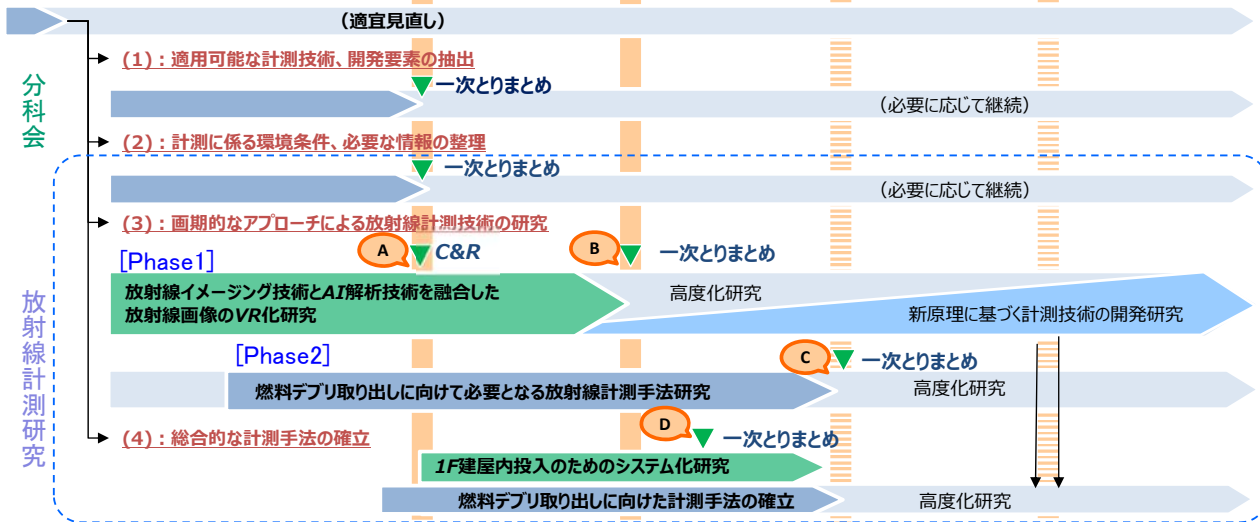 (適宜見直し)
分科会
(1)：適用可能な計測技術、開発要素の抽出
一次とりまとめ
(必要に応じて継続)
(2)：計測に係る環境条件、必要な情報の整理
一次とりまとめ
(必要に応じて継続)
放射線計測研究
(3)：画期的なアプローチによる放射線計測技術の研究
A
C&R
B
一次とりまとめ
[Phase1]
放射線イメージング技術とAI解析技術を融合した
放射線画像のVR化研究
高度化研究
新原理に基づく計測技術の開発研究
[Phase2]
C
一次とりまとめ
燃料デブリ取り出しに向けて必要となる放射線計測手法研究
高度化研究
D
一次とりまとめ
(4)：総合的な計測手法の確立
1F建屋内投入のためのシステム化研究
燃料デブリ取り出しに向けた計測手法の確立
高度化研究